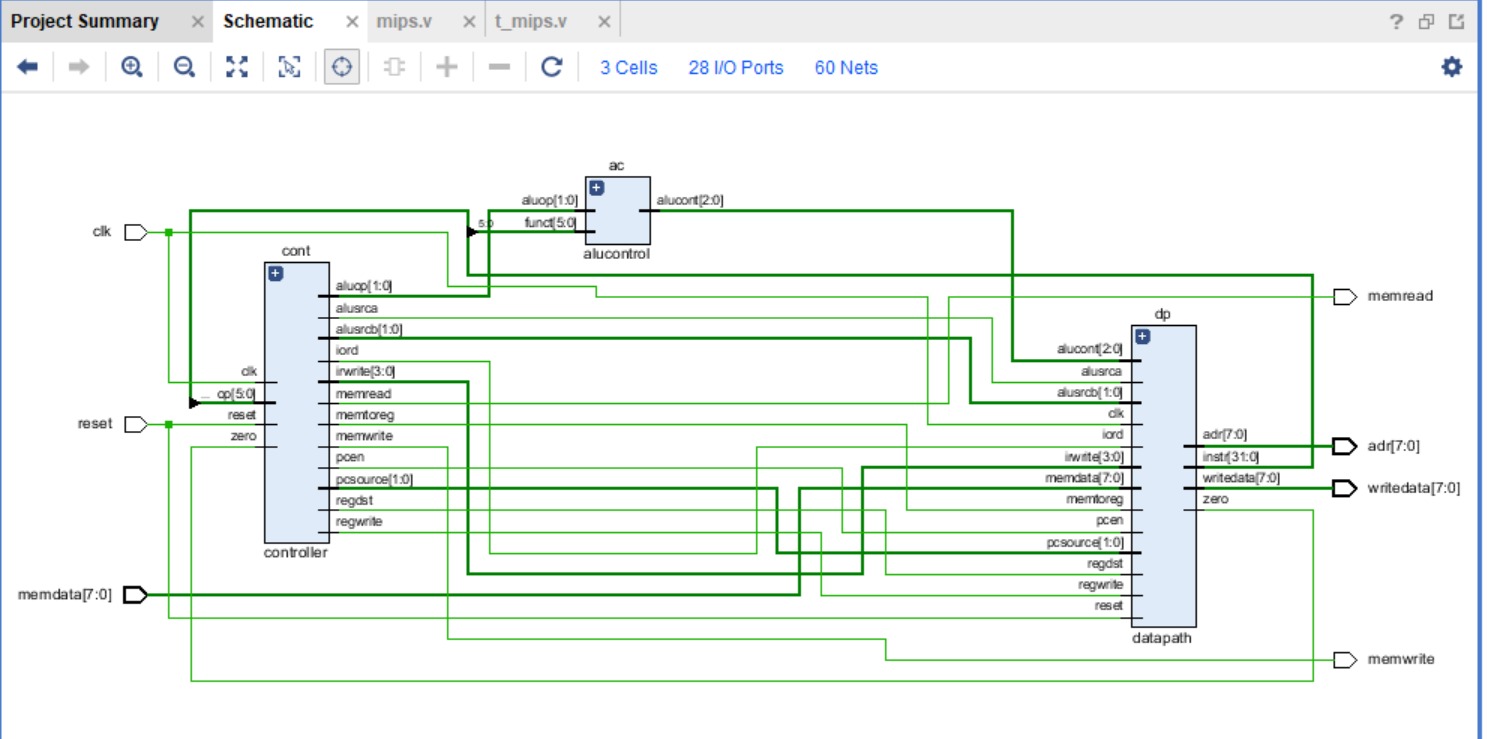 Project Summary × Schematic × mips.v × t_mips.v × ?
3 Cells 28 I/O Ports 60 Nets
ac
aluop[1:0] alucont[2:0]
5:0 funct[5:0]
alucontrol
clk
cont
aluop[1:0]
alusrca
alusrcb[1:0]
iord
irwrite[3:0]
memread
memtoreg
memwrite
pcen
pcsource[1:0]
regdst
regwrite
clk
... op[5:0]
reset
zero
controller
reset
memdata[7:0]
dp
alucont[2:0]
alusrca
alusrcb[1:0]
clk
iord
irwrite[3:0]
memdata[7:0]
memtoreg
pcen
pcsource[1:0]
regdst
regwrite
reset
adr[7:0]
instr[31:0]
writedata[7:0]
zero
datapath
memread
adr[7:0]
writedata[7:0]
memwrite